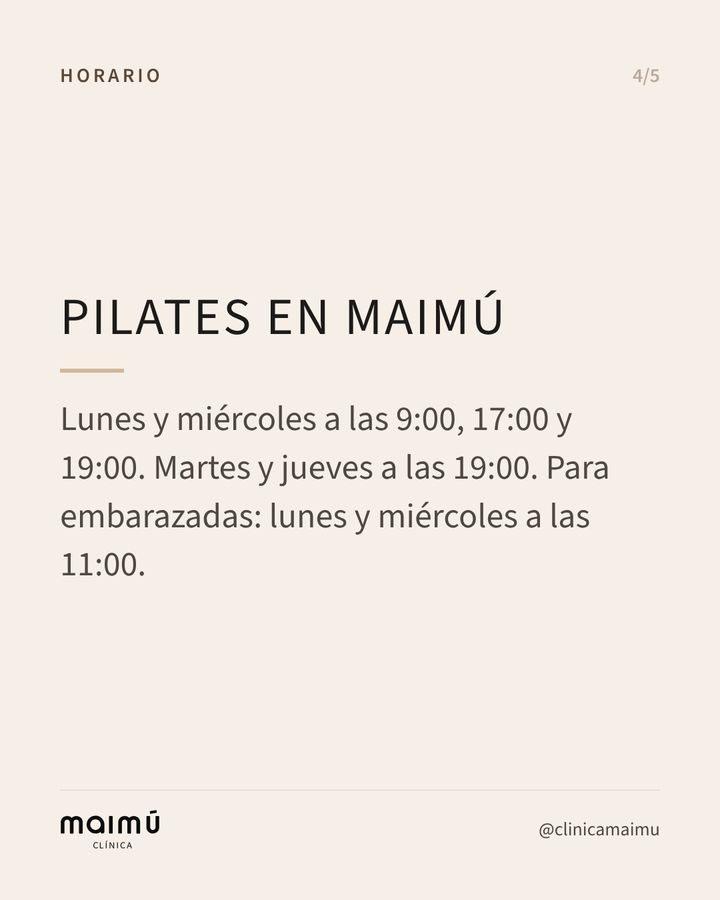 HORARIO
4/5
PILATES EN MAIMÚ
Lunes y miércoles a las 9:00, 17:00 y
19:00. Martes y jueves a las 19:00. Para
embarazadas: lunes y miércoles a las
11:00.
maimú
CLÍNICA
@clinicamaimu